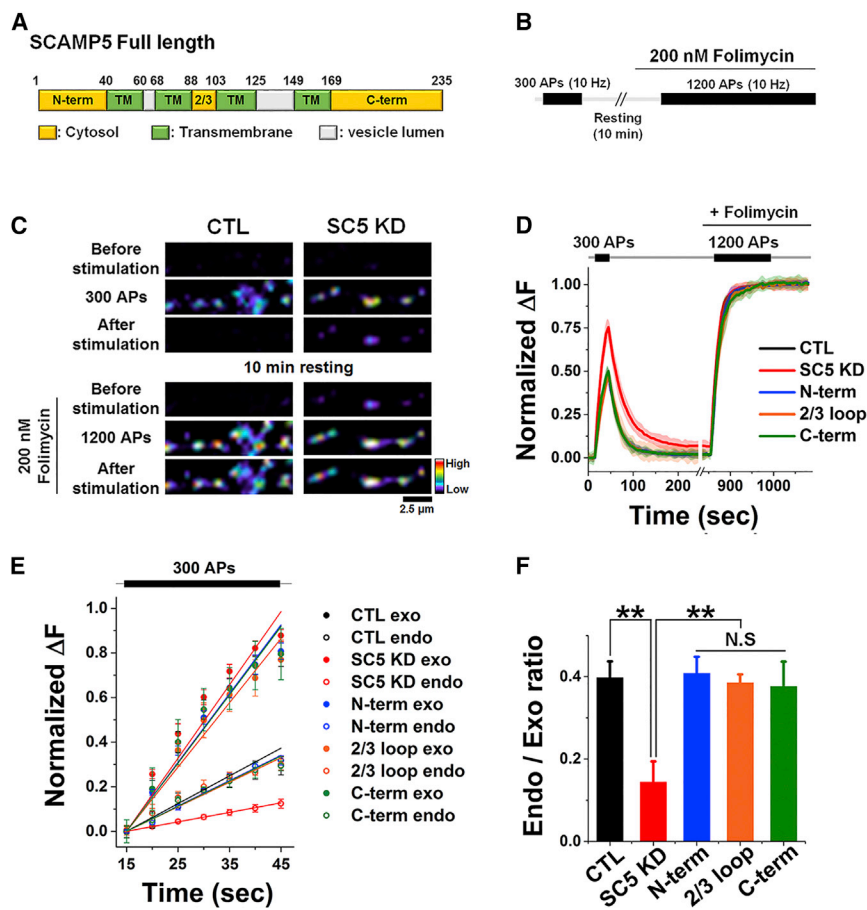 A
SCAMP5 Full length
1 40 60 68 88 103 125 149 169 235
N-term TM TM 2/3 TM TM C-term
: Cytosol : Transmembrane : vesicle lumen
B
200 nM Folimycin
300 APs (10 Hz) 1200 APs (10 Hz)
Resting
(10 min)
C
CTL SC5 KD
Before
stimulation
300 APs
After
stimulation
10 min resting
200 nM
Folimycin
Before
stimulation
1200 APs
After
stimulation
High
Low
2.5 μm
D
+ Folimycin
300 APs 1200 APs
Normalized ΔF
1.00
0.75
0.50
0.25
0.00
0 100 200 900 1000
Time (sec)
CTL
SC5 KD
N-term
2/3 loop
C-term
E
300 APs
Normalized ΔF
1.0
0.8
0.6
0.4
0.2
0.0
15 25 35 45
Time (sec)
CTL exo
CTL endo
SC5 KD exo
SC5 KD endo
N-term exo
N-term endo
2/3 loop exo
2/3 loop endo
C-term exo
C-term endo
F
** **
N.S
Endo / Exo ratio
0.4
0.2
0.0
CTL SC5 KD N-term 2/3 loop C-term